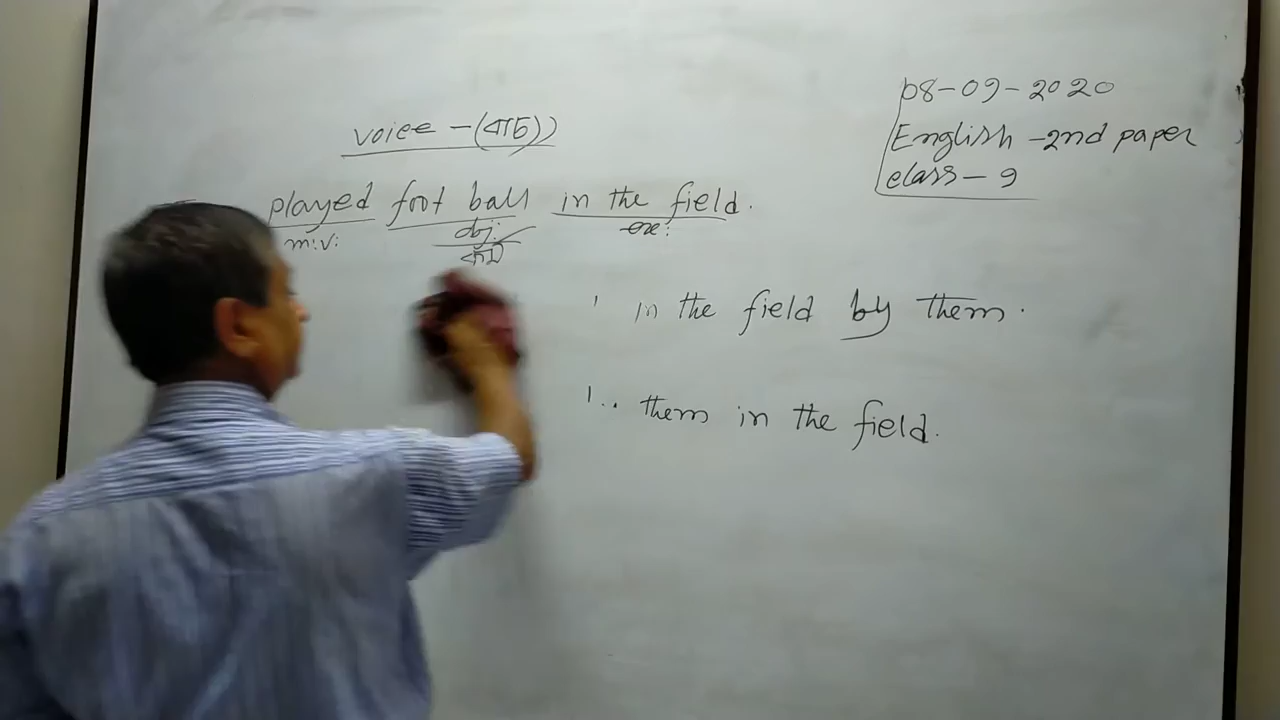 08-09-2020
English -2nd paper
class - 9
voice - (বাচ্য)
played foot ball in the field.
m:v: obj: ext:
কী
in the field by them.
them in the field.